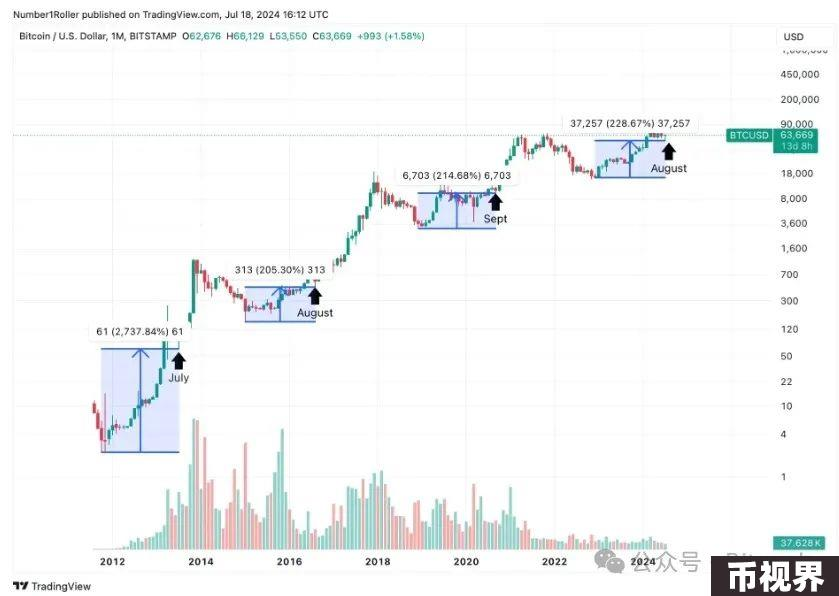 Number1Roller published on TradingView.com, Jul 18, 2024 16:12 UTC
Bitcoin / U.S. Dollar, 1M, BITSTAMP O62,676 H66,129 L53,550 C63,669 +993 (+1.58%)
USD
450,000
200,000
90,000
37,257 (228.67%) 37,257
BTCUSD 63,669
13d 8h
August
18,000
6,703 (214.68%) 6,703
8,000
Sept
3,600
1,600
700
313 (205.30%) 313
300
August
120
61 (2,737.84%) 61
50
July
22
10
4
1
37.628K
2012 2014 2016 2018 2020 2022 2024
公众号
币视界
TradingView